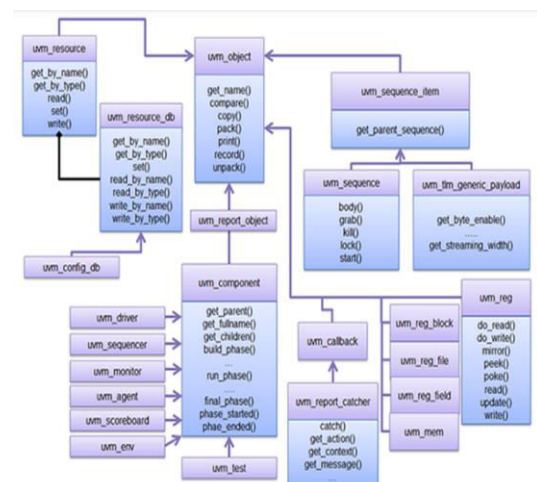 uvm_resource
get_by_name()
get_by_type()
read()
set()
write()
uvm_object
get_name()
compare()
copy()
pack()
print()
record()
unpack()
uvm_sequence_item
get_parent_sequence()
uvm_resource_db
get_by_name()
get_by_type()
set()
read_by_name()
read_by_type()
write_by_name()
write_by_type()
uvm_config_db
uvm_report_object
uvm_sequence
body()
grab()
kill()
lock()
start()
uvm_tlm_generic_payload
get_byte_enable()
.....
get_streaming_width()
uvm_component
get_parent()
get_fullname()
get_children()
build_phase()
....
run_phase()
....
final_phase()
phase_started()
phae_ended()
uvm_driver
uvm_sequencer
uvm_monitor
uvm_agent
uvm_scoreboard
uvm_env
uvm_test
uvm_callback
uvm_report_catcher
catch()
get_action()
get_context()
get_message()
...
uvm_reg_block
uvm_reg_file
uvm_reg_field
uvm_mem
uvm_reg
do_read()
do_write()
mirror()
peek()
poke()
read()
update()
write()